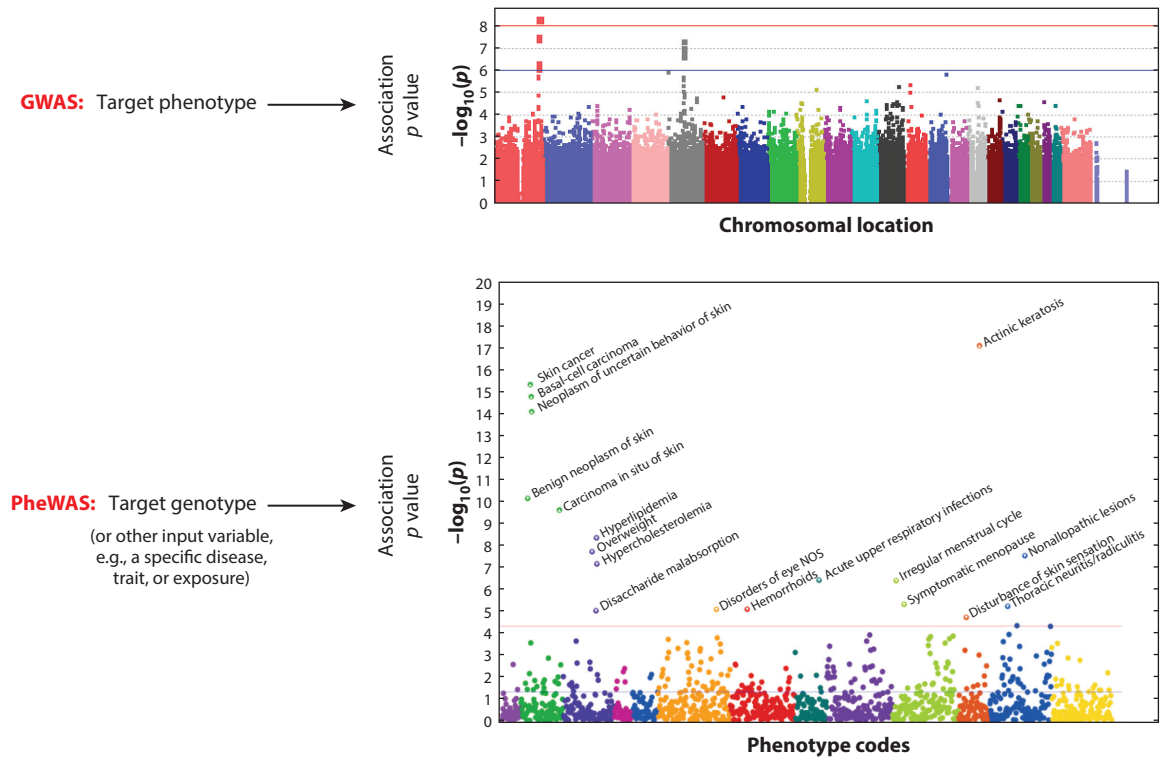 GWAS: Target phenotype
Association
p value
−log10(p)
8
7
6
5
4
3
2
1
0
Chromosomal location
PheWAS: Target genotype
(or other input variable,
e.g., a specific disease,
trait, or exposure)
Association
p value
−log10(p)
20
19
18
17
16
15
14
13
12
11
10
9
8
7
6
5
4
3
2
1
0
Skin cancer
Basal-cell carcinoma
Neoplasm of uncertain behavior of skin
Actinic keratosis
Benign neoplasm of skin
Carcinoma in situ of skin
Hyperlipidemia
Overweight
Hypercholesterolemia
Disaccharide malabsorption
Disorders of eye NOS
Hemorrhoids
Acute upper respiratory infections
Irregular menstrual cycle
Symptomatic menopause
Nonallopathic lesions
Disturbance of skin sensation
Thoracic neuritis/radiculitis
Phenotype codes